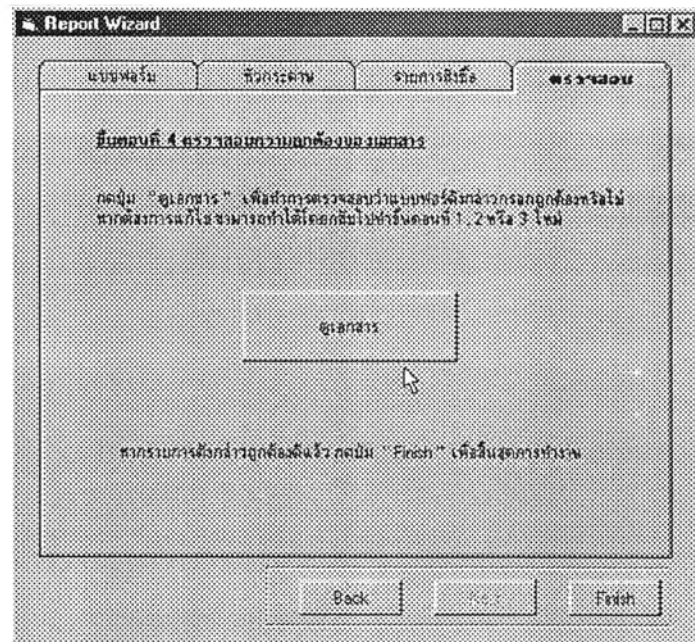 Report Wizard
แบบฟอร์ม หัวกระดาษ รายการสั่งซื้อ ตรวจสอบ
ขั้นตอนที่ 4 ตรวจสอบความถูกต้องของเอกสาร
กดปุ่ม "ดูเอกสาร" เพื่อทำการตรวจสอบว่าแบบฟอร์มดังกล่าวกรอกถูกต้องหรือไม่
หากต้องการแก้ไขสามารถทำได้โดยกลับไปทำขั้นตอนที่ 1, 2 หรือ 3 ใหม่
ดูเอกสาร
หากรายการดังกล่าวถูกต้องดีแล้ว กดปุ่ม "Finish" เพื่อสิ้นสุดการทำงาน
Back Next Finish